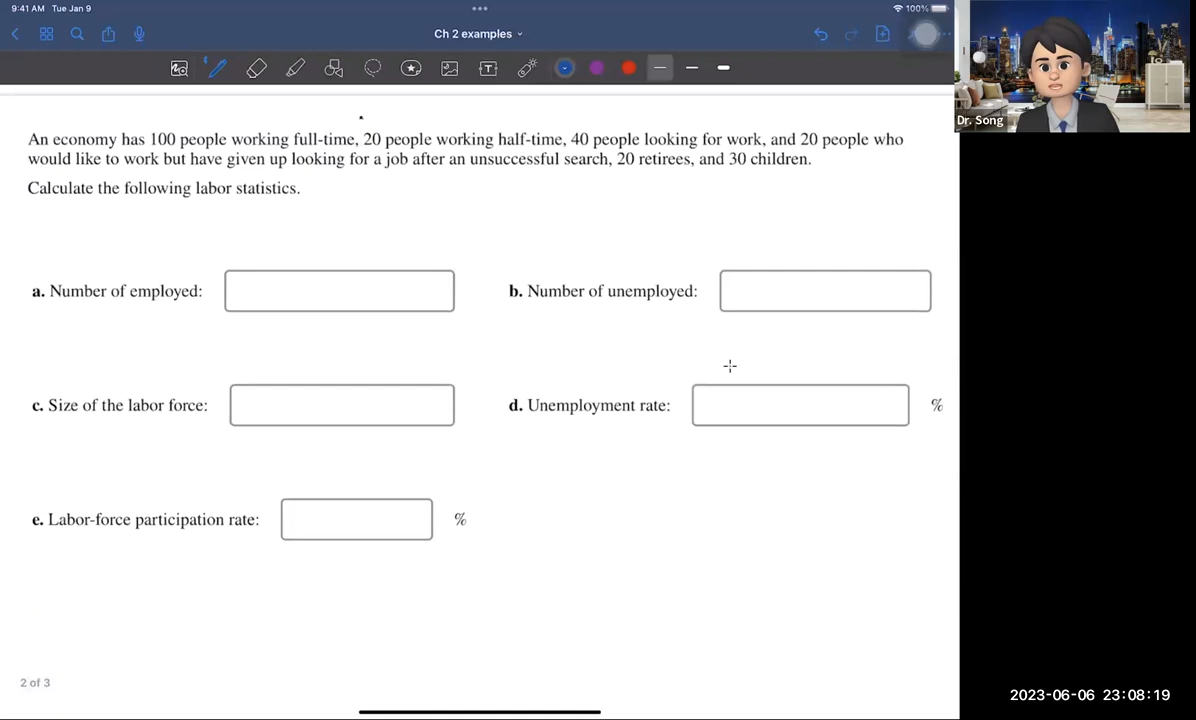 9:41 AM Tue Jan 9
100%
Ch 2 examples
T
Dr. Song
An economy has 100 people working full-time, 20 people working half-time, 40 people looking for work, and 20 people who
would like to work but have given up looking for a job after an unsuccessful search, 20 retirees, and 30 children.
Calculate the following labor statistics.
a. Number of employed:
b. Number of unemployed:
c. Size of the labor force:
d. Unemployment rate: %
e. Labor-force participation rate: %
2 of 3
2023-06-06 23:08:19